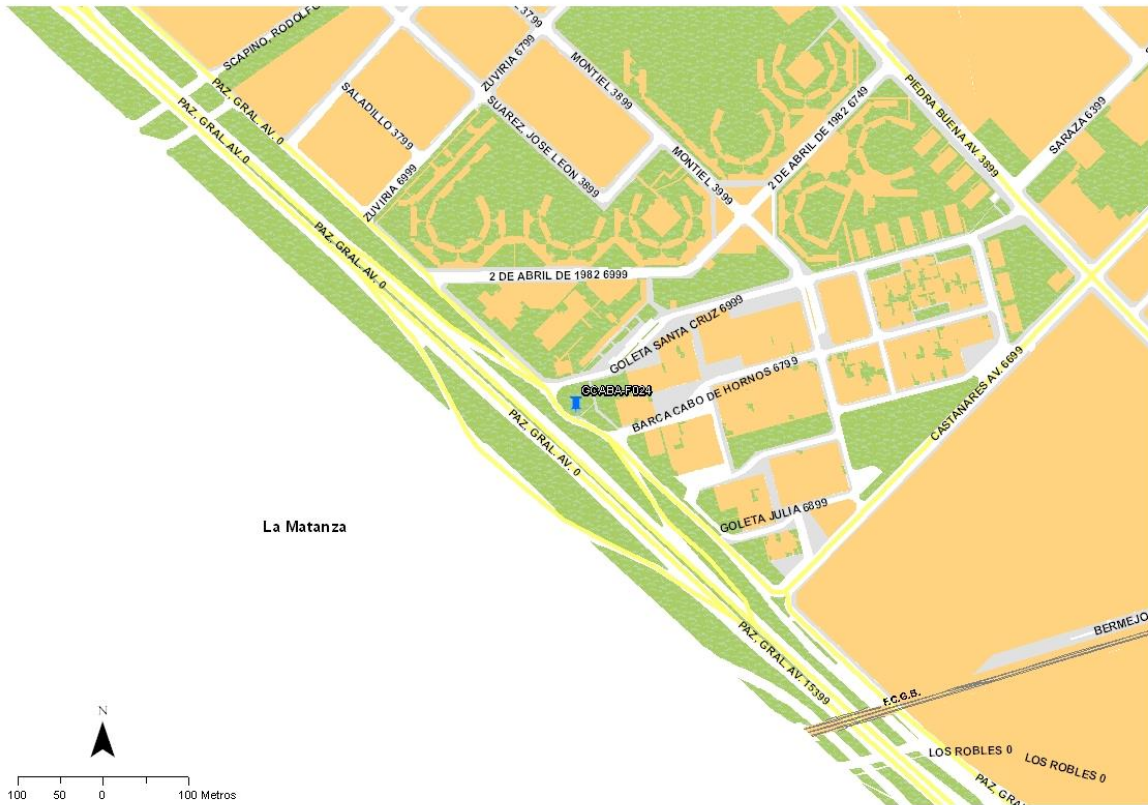 SCAPINO, RODOLFO
ZUVIRIA 6799
MONTIEL 3799
PAZ, GRAL. AV. 0
PAZ, GRAL. AV. 0
SALADILLO 3799
SUAREZ, JOSE LEON 3899
MONTIEL 3899
2 DE ABRIL DE 1982 6749
PIEDRA BUENA AV. 3899
SARAZA 6399
ZUVIRIA 6999
MONTIEL 3999
PAZ, GRAL. AV. 0
2 DE ABRIL DE 1982 6999
GOLETA SANTA CRUZ 6999
GCABA-F024
BARCA CABO DE HORNOS 6799
CASTAÑARES AV. 6699
PAZ, GRAL. AV. 0
GOLETA JULIA 6899
La Matanza
BERMEJO
PAZ, GRAL. AV. 15399
F.C.G.B.
N
LOS ROBLES 0
LOS ROBLES 0
PAZ, GRAL.
100 50 0 100 Metros